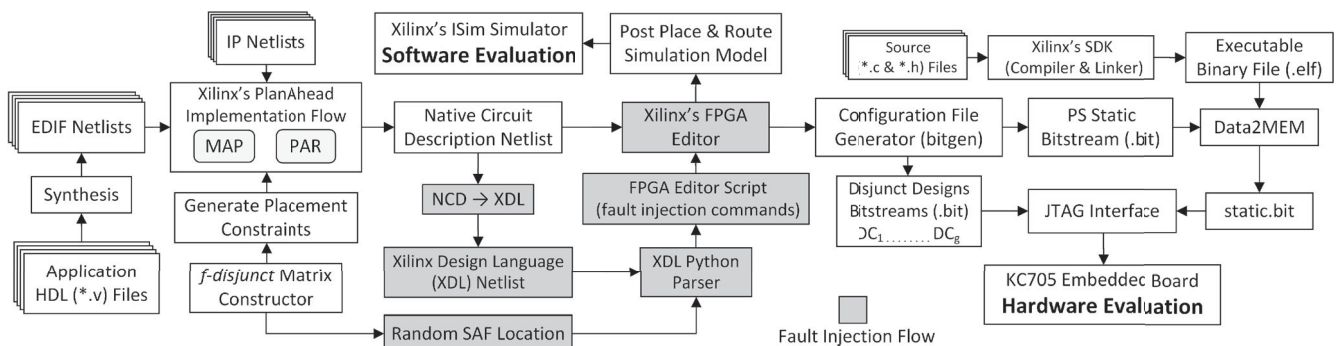 IP Netlists
EDIF Netlists
Synthesis
Application
HDL (*.v) Files
Xilinx's PlanAhead
Implementation Flow
MAP
PAR
Generate Placement
Constraints
f-disjunct Matrix
Constructor
Xilinx's ISim Simulator
Software Evaluation
Post Place & Route
Simulation Model
Native Circuit
Description Netlist
NCD → XDL
Xilinx Design Language
(XDL) Netlist
Random SAF Location
Xilinx's FPGA
Editor
FPGA Editor Script
(fault injection commands)
XDL Python
Parser
Source
(*.c & *.h) Files
Xilinx's SDK
(Compiler & Linker)
Executable
Binary File (.elf)
Configuration File
Generator (bitgen)
PS Static
Bitstream (.bit)
Data2MEM
Disjunct Designs
Bitstreams (.bit)
DC1........ DCg
JTAG Interface
static.bit
KC705 Embedded Board
Hardware Evaluation
Fault Injection Flow